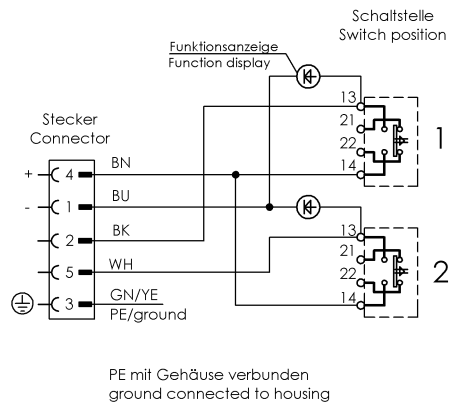 Schaltstelle
Switch position
Funktionsanzeige
Function display
13
21
22
14
1
Stecker
Connector
+ 4 BN
- 1 BU
2 BK
5 WH
3 GN/YE
PE/ground
13
21
22
14
2
PE mit Gehäuse verbunden
ground connected to housing